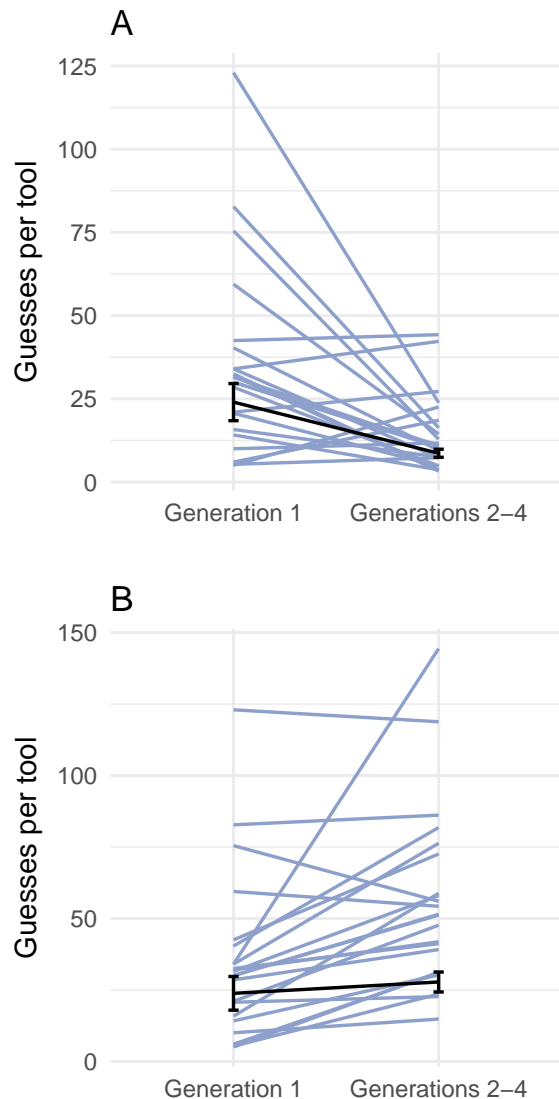 A
Guesses per tool
125
100
75
50
25
0
Generation 1 Generations 2–4
B
Guesses per tool
150
100
50
0
Generation 1 Generations 2–4